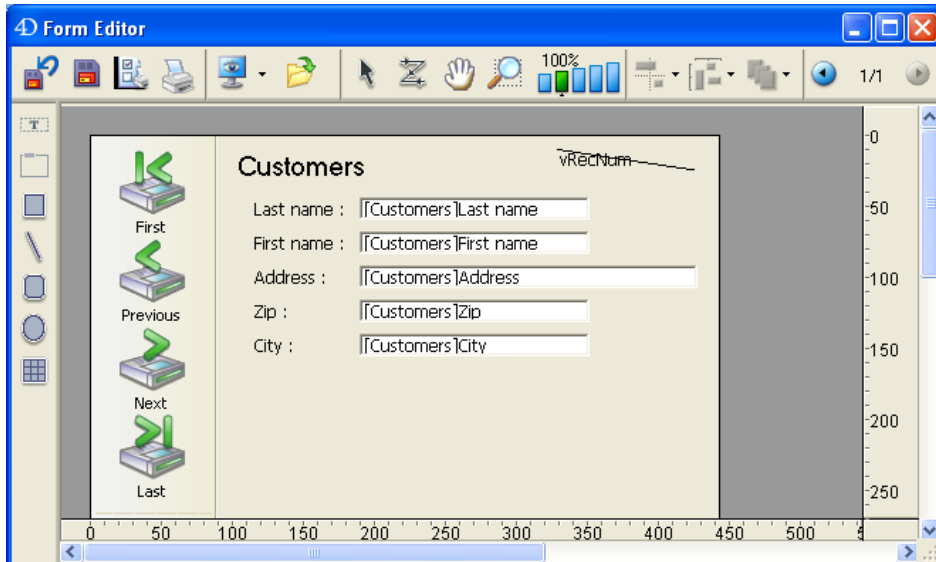 4D Form Editor
100%
1/1
T
Customers
vRecNum
Last name : [Customers]Last name
First name : [Customers]First name
Address : [Customers]Address
Zip : [Customers]Zip
City : [Customers]City
First
Previous
Next
Last
0
50
100
150
200
250
0 50 100 150 200 250 300 350 400 450 500